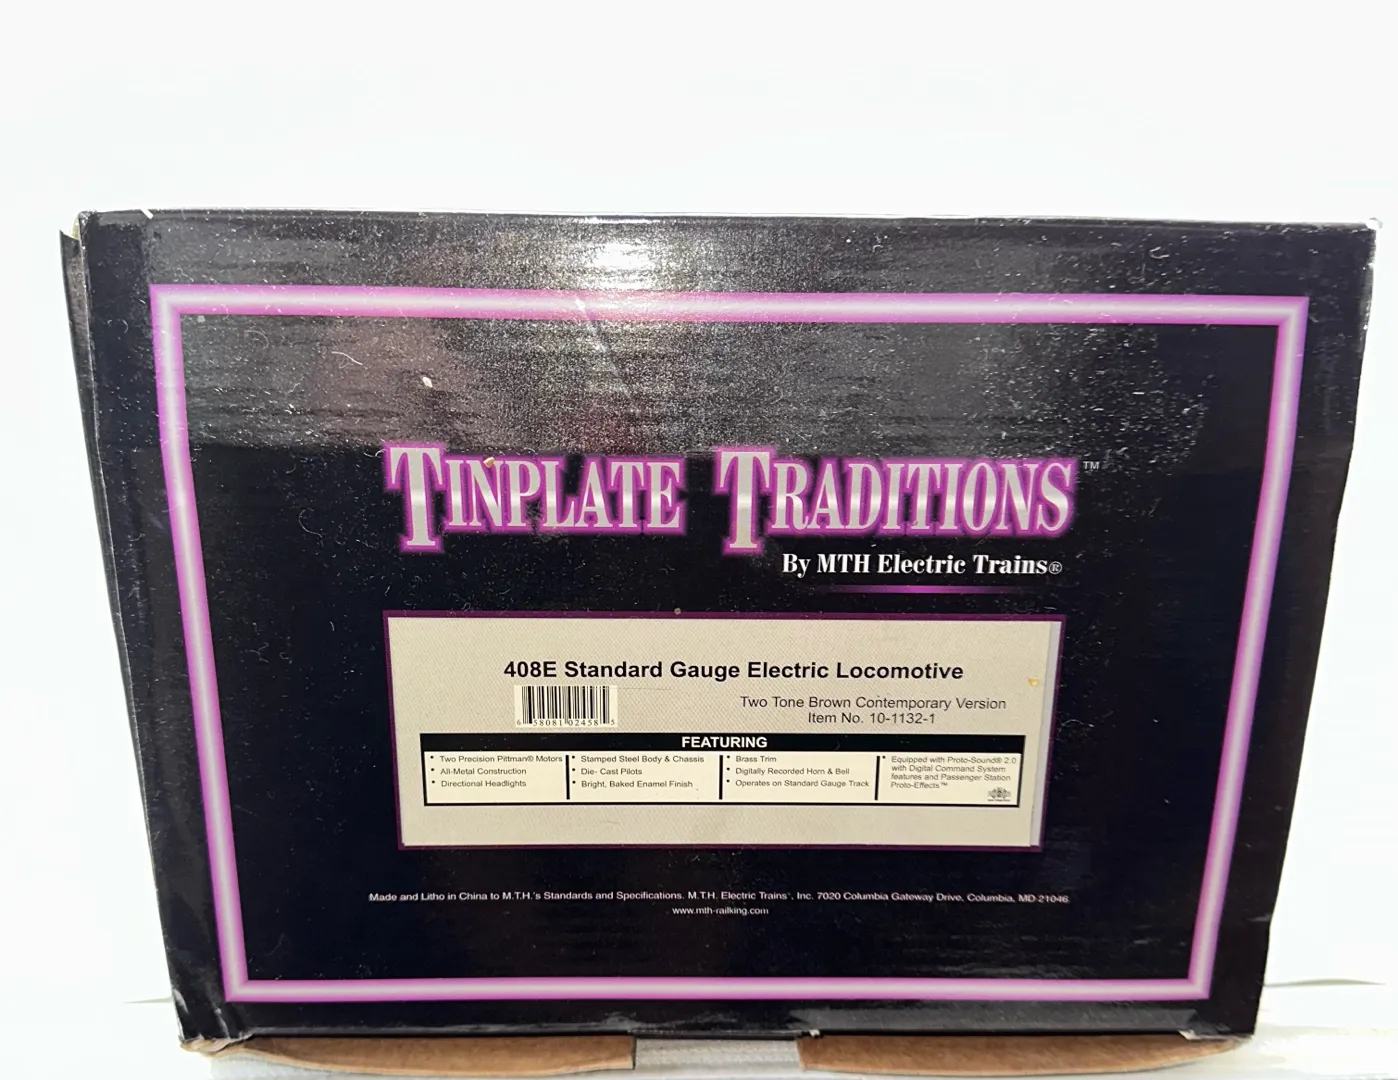 TINPLATE TRADITIONS™
By MTH Electric Trains®
408E Standard Gauge Electric Locomotive
6 58081 02458 5
Two Tone Brown Contemporary Version
Item No. 10-1132-1
FEATURING
• Two Precision Pittman® Motors
• All-Metal Construction
• Directional Headlights
• Stamped Steel Body & Chassis
• Die- Cast Pilots
• Bright, Baked Enamel Finish
• Brass Trim
• Digitally Recorded Horn & Bell
• Operates on Standard Gauge Track
• Equipped with Proto-Sound® 2.0
with Digital Command System
features and Passenger Station
Proto-Effects™
Made and Litho in China to M.T.H.'s Standards and Specifications. M.T.H. Electric Trains®, Inc. 7020 Columbia Gateway Drive, Columbia, MD 21046
www.mth-railking.com